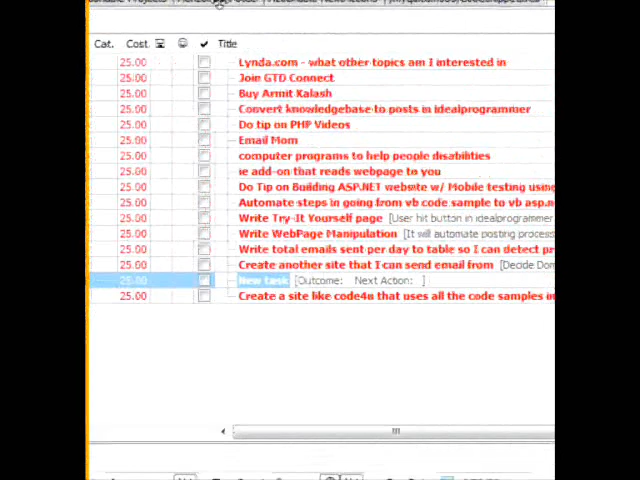 Cat. Cost Title
25.00 Lynda.com - what other topics am I interested in
25.00 Join GTD Connect
25.00 Buy Armit Kalash
25.00 Convert knowledgebase to posts in idealprogrammer
25.00 Do tip on PHP Videos
25.00 Email Mom
25.00 computer programs to help people disabilities
25.00 ie add-on that reads webpage to you
25.00 Do Tip on Building ASP.NET website w/ Mobile testing using
25.00 Automate steps in going from vb code sample to vb asp.n
25.00 Write Try-It Yourself page [User hit button in idealprogrammer
25.00 Write WebPage Manipulation [It will automate posting process
25.00 Write total emails sent per day to table so I can detect pr
25.00 Create another site that I can send email from [Decide Dom
25.00 New task [Outcome: Next Action: ]
25.00 Create a site like code4n that uses all the code samples in